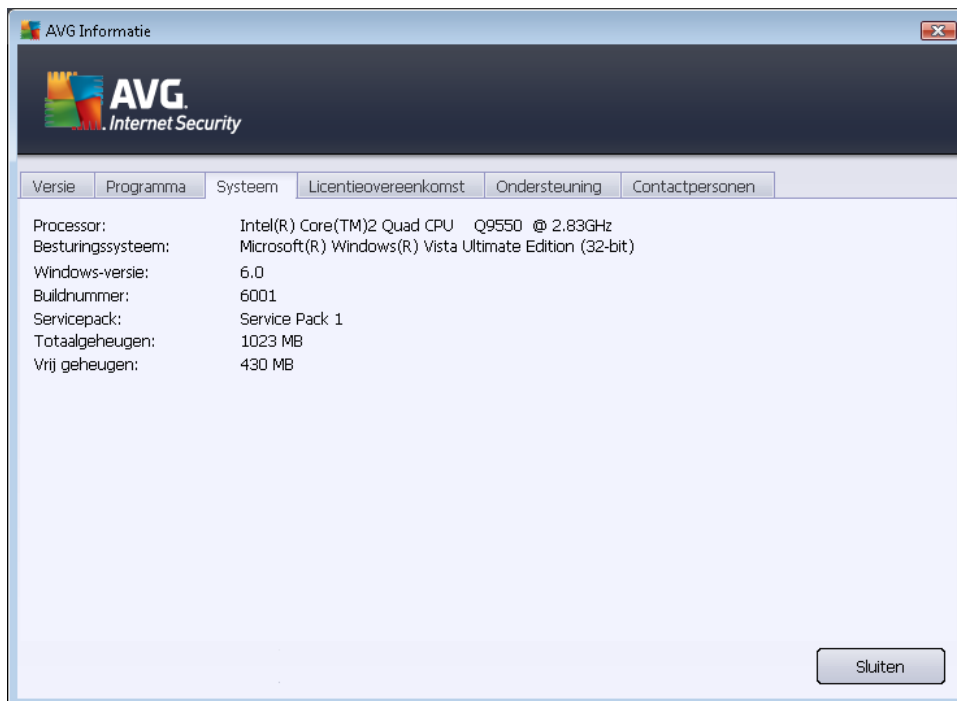 AVG Informatie
AVG.
Internet Security
Versie Programma Systeem Licentieovereenkomst Ondersteuning Contactpersonen
Processor: Intel(R) Core(TM)2 Quad CPU Q9550 @ 2.83GHz
Besturingssysteem: Microsoft(R) Windows(R) Vista Ultimate Edition (32-bit)
Windows-versie: 6.0
Buildnummer: 6001
Servicepack: Service Pack 1
Totaalgeheugen: 1023 MB
Vrij geheugen: 430 MB
Sluiten